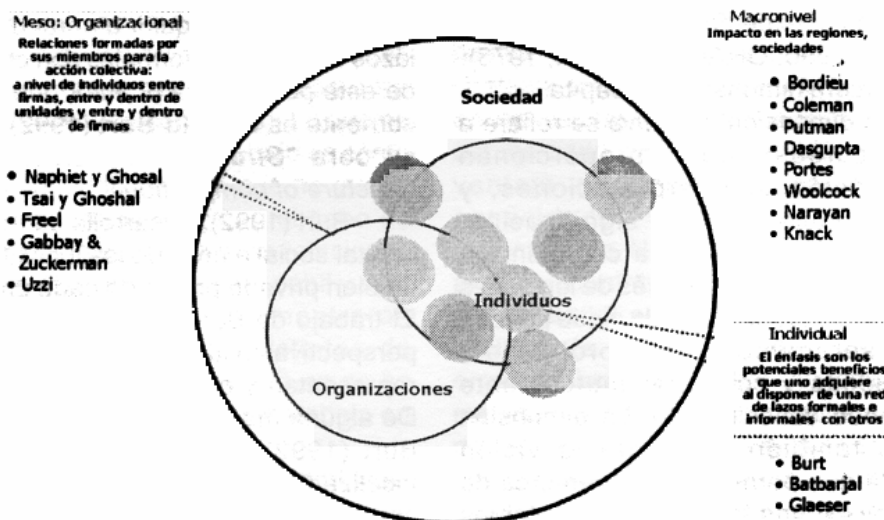 Meso: Organizacional
Relaciones formadas por
sus miembros para la
acción colectiva:
a nivel de individuos entre
firmas, entre y dentro de
unidades y entre y dentro
de firmas
• Naphiet y Ghosal
• Tsai y Ghoshal
• Freel
• Gabbay &
Zuckerman
• Uzzi
Sociedad
Individuos
Organizaciones
Macronivel
Impacto en las regiones,
sociedades
• Bordieu
• Coleman
• Putman
• Dasgupta
• Portes
• Woolcock
• Narayan
• Knack
Individual
El énfasis son los
potenciales beneficios
que uno adquiere
al disponer de una red
de lazos formales e
informales con otros
• Burt
• Batbarjal
• Glaeser